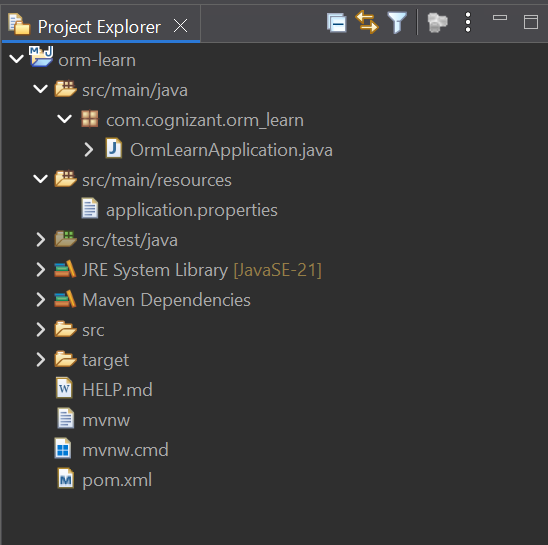 Project Explorer
orm-learn
src/main/java
com.cognizant.orm_learn
OrmLearnApplication.java
src/main/resources
application.properties
src/test/java
JRE System Library [JavaSE-21]
Maven Dependencies
src
target
HELP.md
mvnw
mvnw.cmd
pom.xml